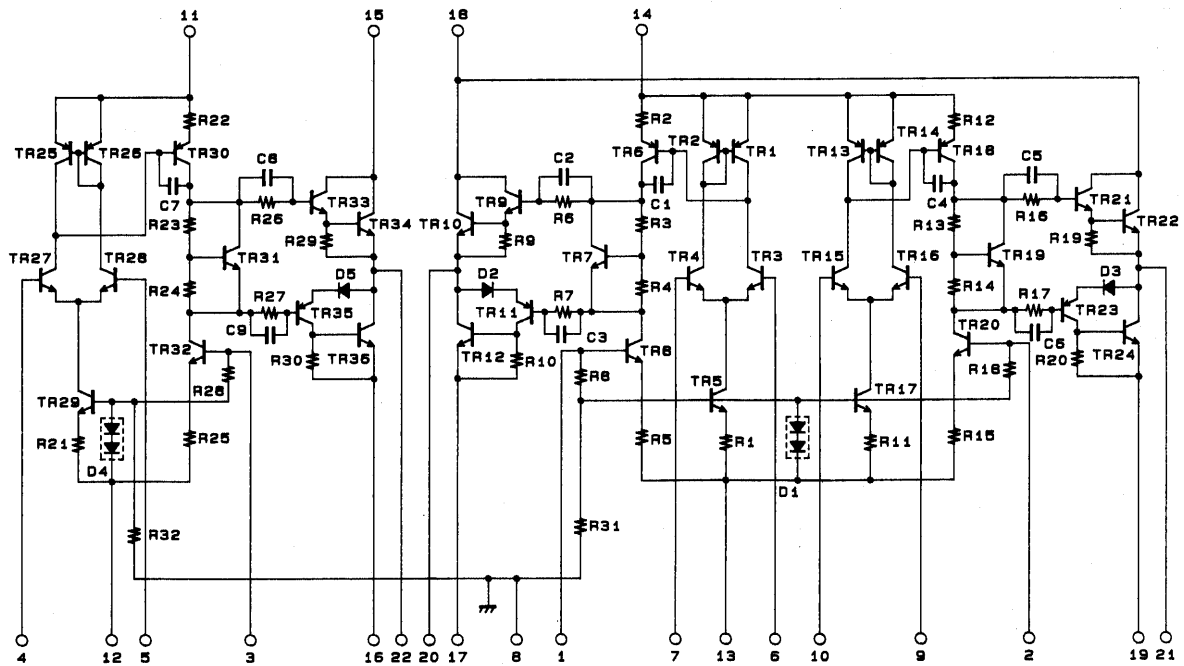 11 15 18 14
R22 R2 R12
TR25 TR26 TR30 TR6 TR2 TR1 TR13 TR14 TR18
C8 C2 C5
C7 C1 C4
R23 R26 TR33 TR34 TR10 TR9 R6 R3 R13 R16 TR21 TR22
R29 R9 R19
TR27 TR28 TR31 TR7 TR4 TR3 TR15 TR16 TR19
D5 D2 D3
R24 R27 R7 R4 R14 R17
TR35 TR11 TR20 TR23
C9 C3 C6
TR32 R30 TR36 TR12 R10 TR8 R20 TR24
R28 R8 R18
TR29 TR5 TR17
R21 R25 R5 R1 R11 R15
D4 D1
R32 R31
4 12 5 3 16 22 20 17 8 1 7 13 6 10 9 2 19 21